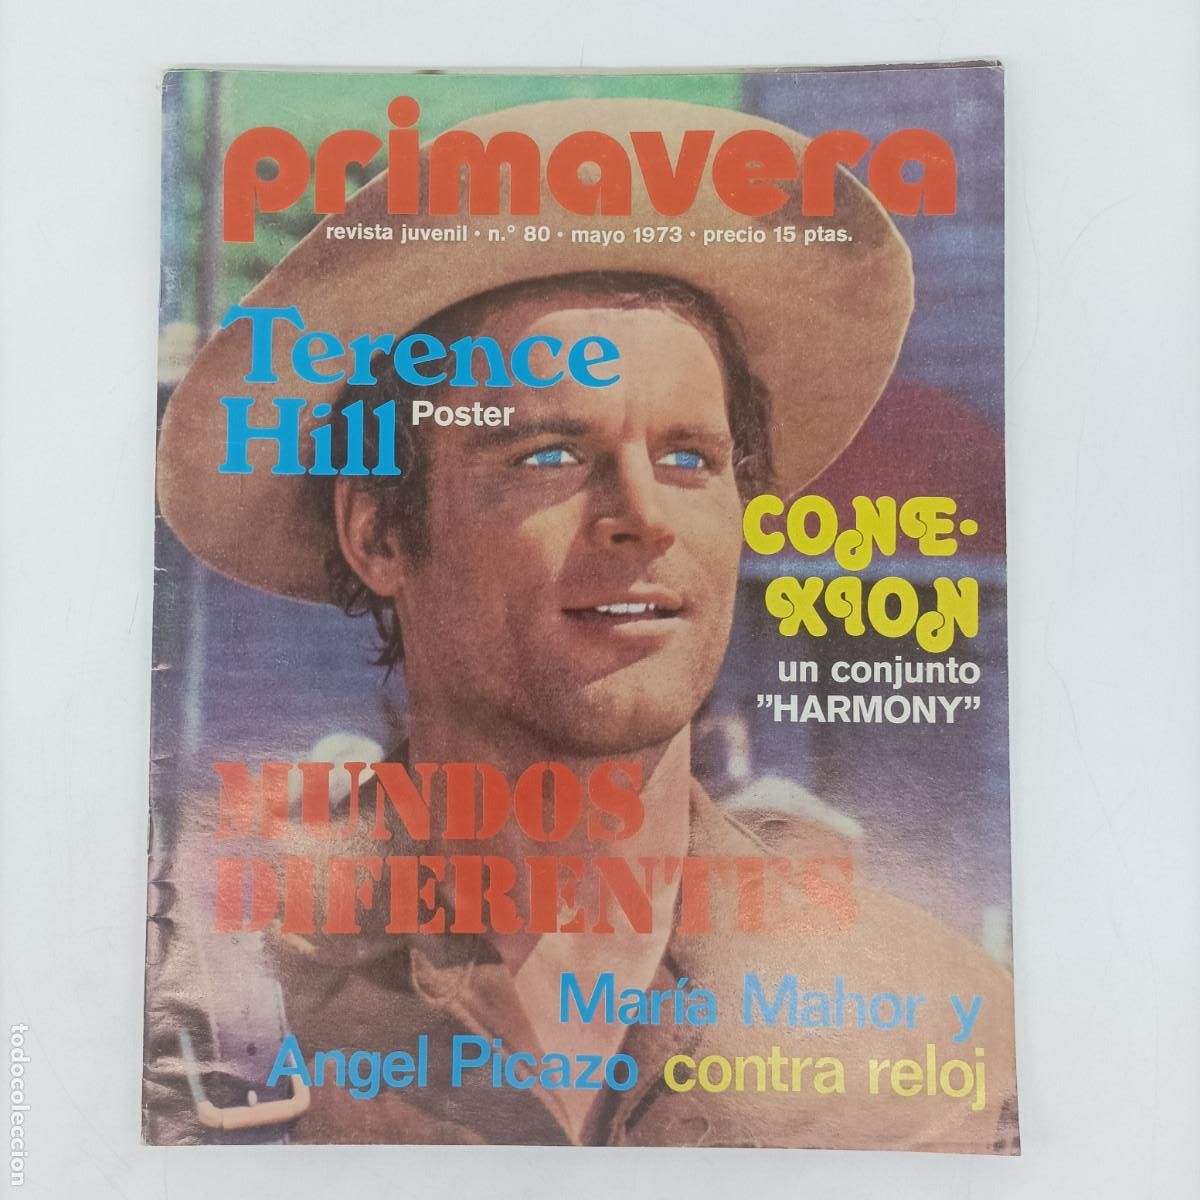 primavera
revista juvenil · n.° 80 · mayo 1973 · precio 15 ptas.
Terence
Hill Poster
CONE-
XION
un conjunto
"HARMONY"
MUNDOS
DIFERENTES
María Mahor y
Angel Picazo contra reloj
todocoleccion